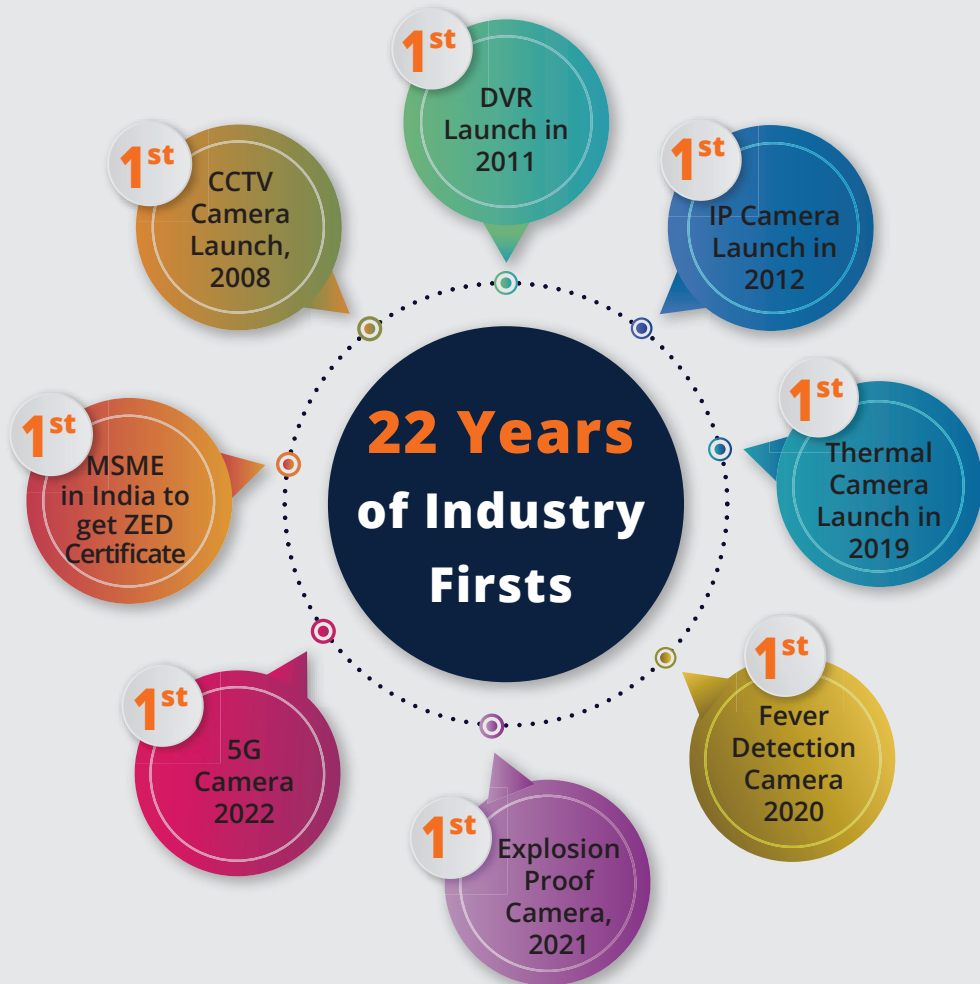 22 Years
of Industry
Firsts
1st
CCTV
Camera
Launch,
2008
1st
DVR
Launch in
2011
1st
IP Camera
Launch in
2012
1st
Thermal
Camera
Launch in
2019
1st
Fever
Detection
Camera
2020
1st
Explosion
Proof
Camera,
2021
1st
5G
Camera
2022
1st
MSME
in India to
get ZED
Certificate